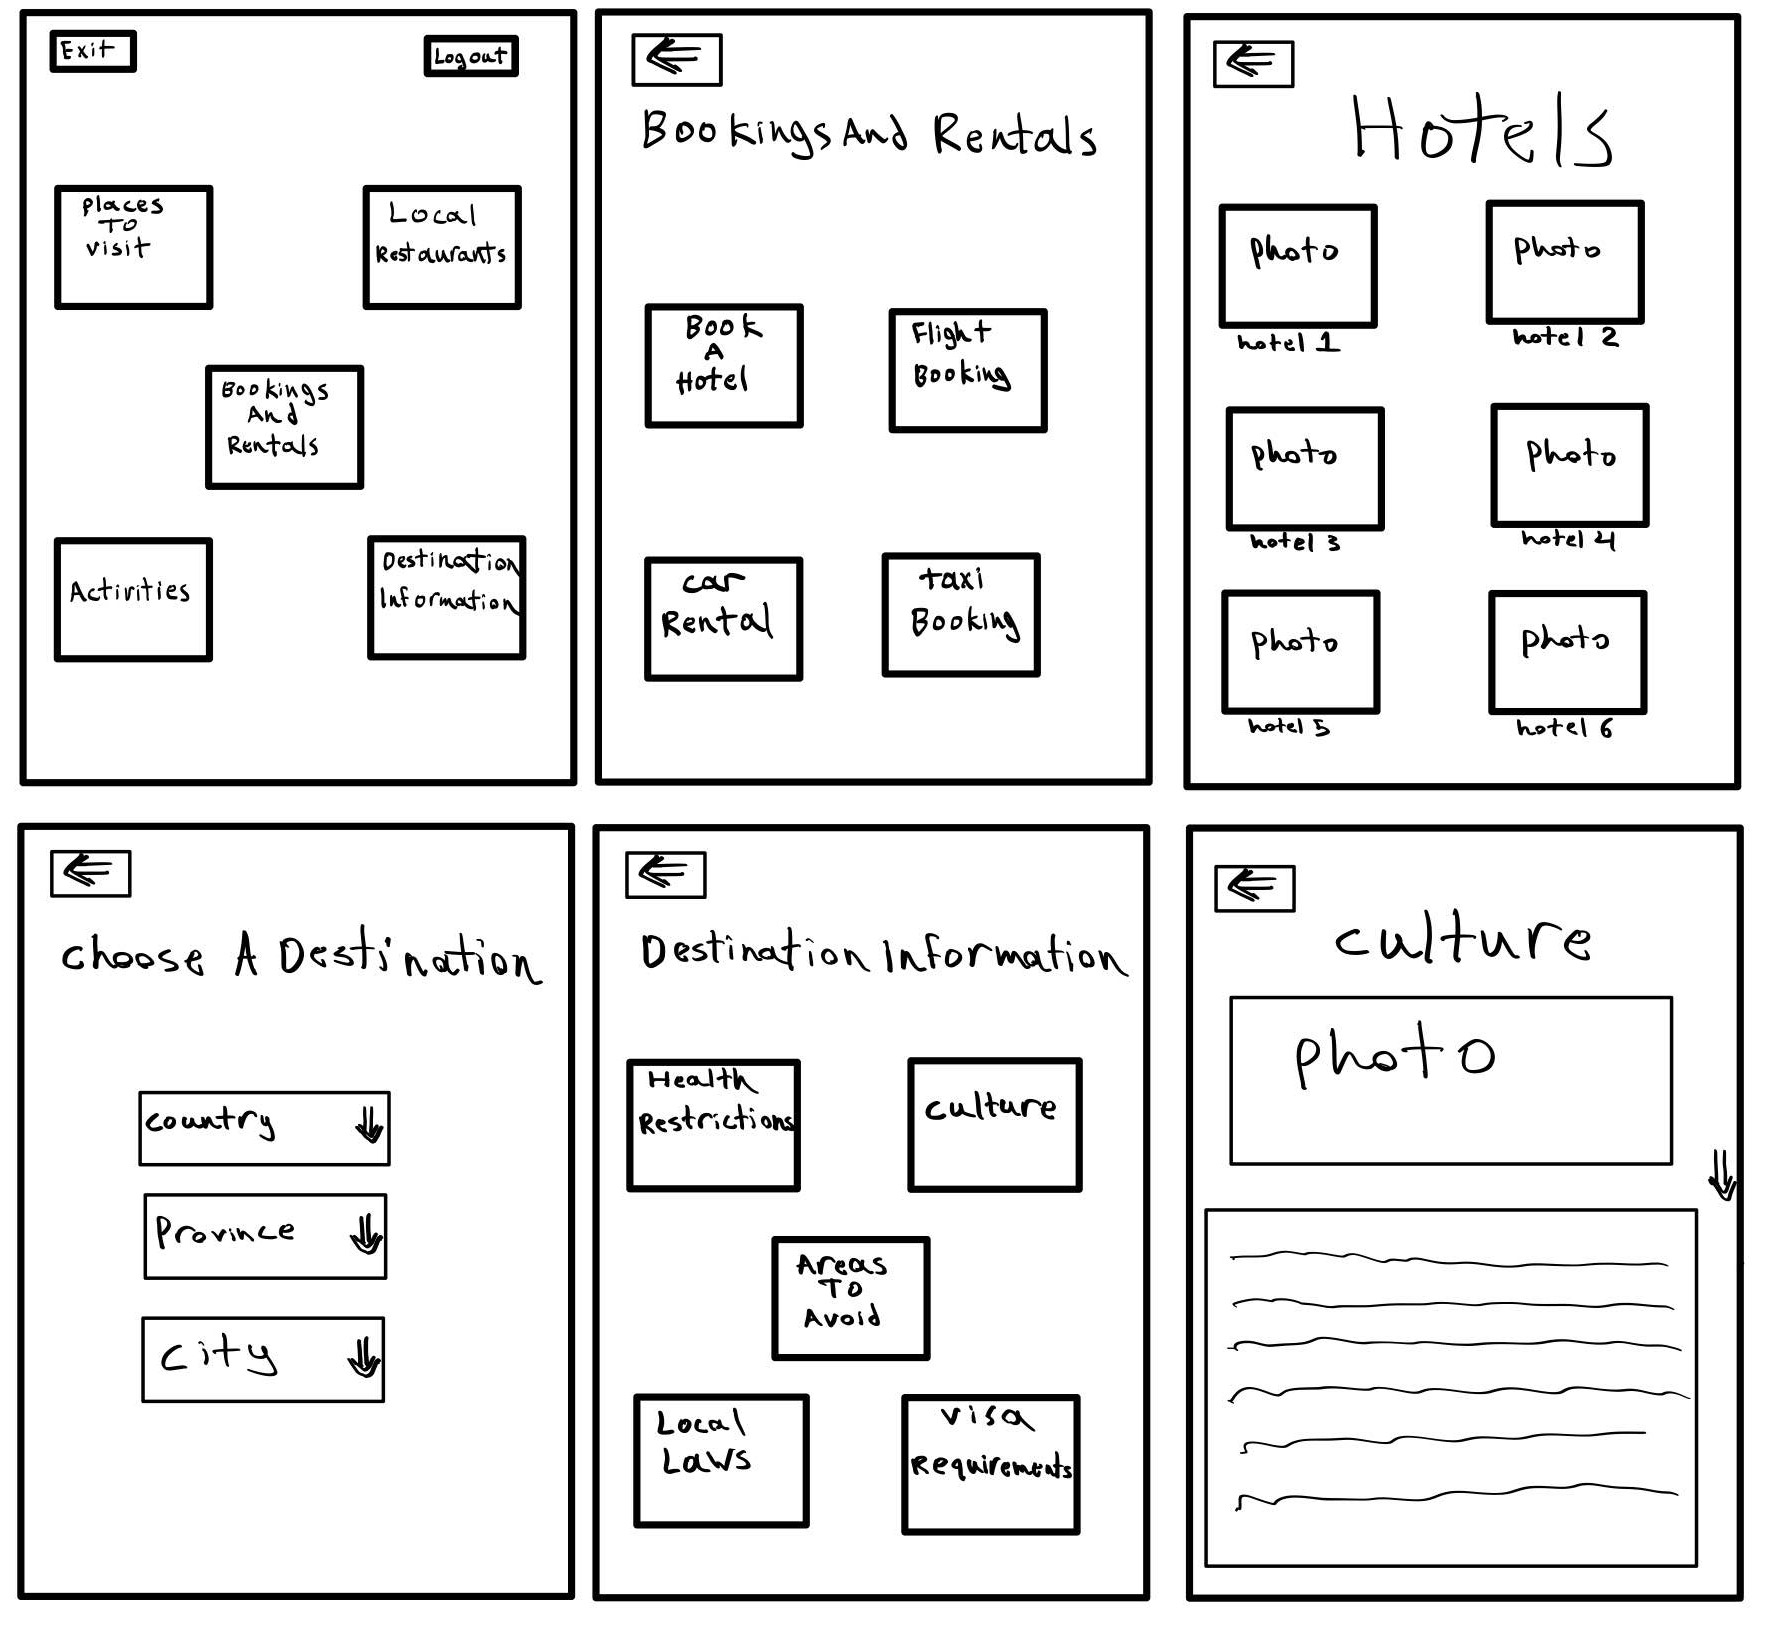 Exit
Logout
Places
To
visit
Local
Restaurants
Bookings
And
Rentals
Activities
Destination
Information
Bookings And Rentals
Book
A
Hotel
Flight
Booking
car
Rental
taxi
Booking
Hotels
photo
photo
hotel 1
hotel 2
photo
photo
hotel 3
hotel 4
photo
photo
hotel 5
hotel 6
choose A Destination
country
Province
city
Destination Information
Health
Restrictions
culture
Areas
To
Avoid
Local
Laws
visa
Requirements
culture
photo